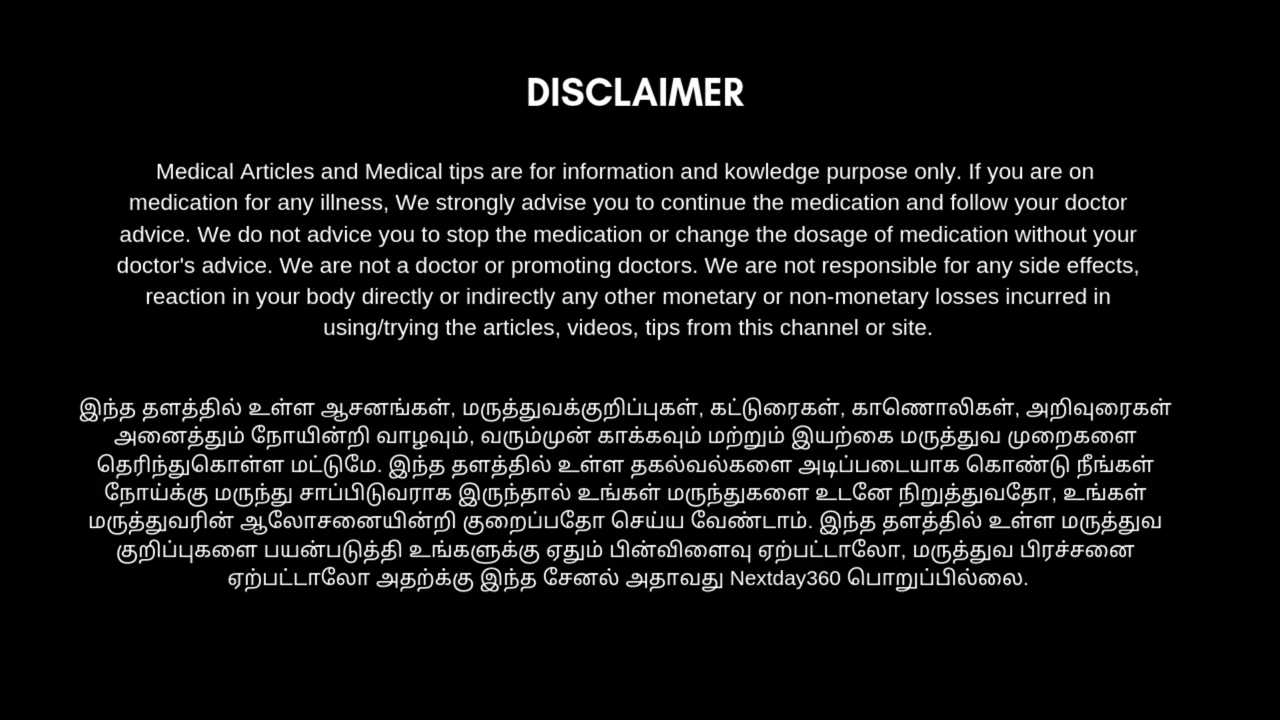 DISCLAIMER
Medical Articles and Medical tips are for information and kowledge purpose only. If you are on
medication for any illness, We strongly advise you to continue the medication and follow your doctor
advice. We do not advice you to stop the medication or change the dosage of medication without your
doctor's advice. We are not a doctor or promoting doctors. We are not responsible for any side effects,
reaction in your body directly or indirectly any other monetary or non-monetary losses incurred in
using/trying the articles, videos, tips from this channel or site.
இந்த தளத்தில் உள்ள ஆசனங்கள், மருத்துவக்குறிப்புகள், கட்டுரைகள், காணொலிகள், அறிவுரைகள்
அனைத்தும் நோயின்றி வாழவும், வரும்முன் காக்கவும் மற்றும் இயற்கை மருத்துவ முறைகளை
தெரிந்துகொள்ள மட்டுமே. இந்த தளத்தில் உள்ள தகல்வல்களை அடிப்படையாக கொண்டு நீங்கள்
நோய்க்கு மருந்து சாப்பிடுவராக இருந்தால் உங்கள் மருந்துகளை உடனே நிறுத்துவதோ, உங்கள்
மருத்துவரின் ஆலோசனையின்றி குறைப்பதோ செய்ய வேண்டாம். இந்த தளத்தில் உள்ள மருத்துவ
குறிப்புகளை பயன்படுத்தி உங்களுக்கு ஏதும் பின்விளைவு ஏற்பட்டாலோ, மருத்துவ பிரச்சனை
ஏற்பட்டாலோ அதற்க்கு இந்த சேனல் அதாவது Nextday360 பொறுப்பில்லை.